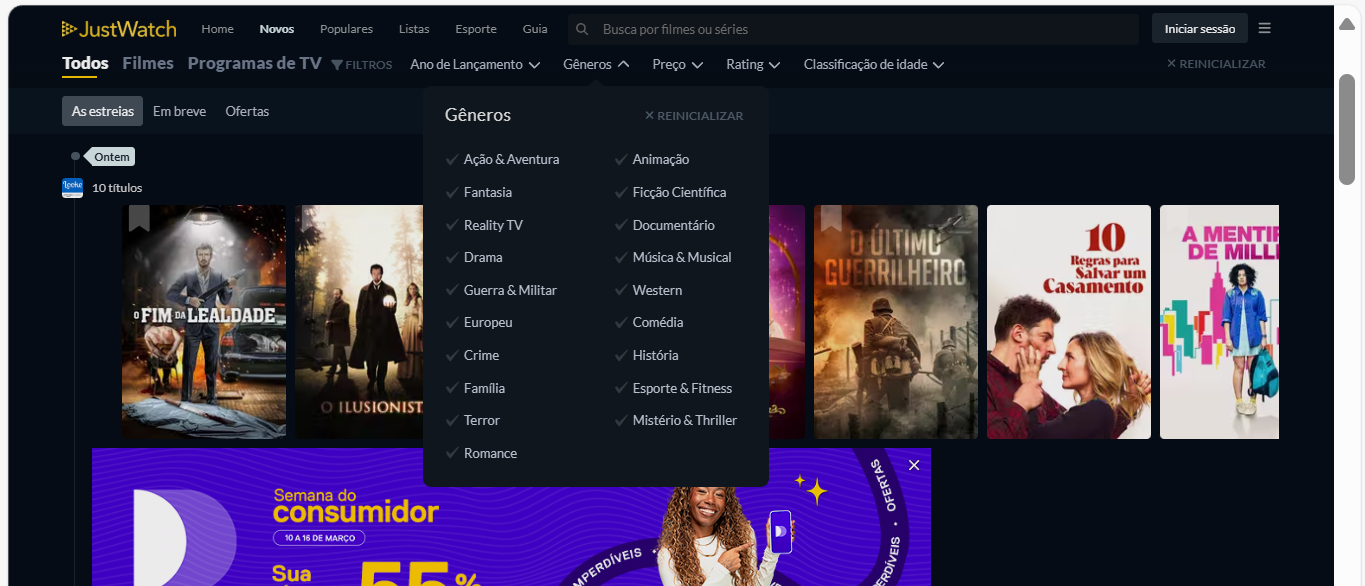 JustWatch
Home Novos Populares Listas Esporte Guia
Busca por filmes ou séries
Iniciar sessão
Todos Filmes Programas de TV FILTROS Ano de Lançamento Gêneros Preço Rating Classificação de idade REINICIALIZAR
As estreias Em breve Ofertas
Gêneros REINICIALIZAR
Ação & Aventura Animação
Fantasia Ficção Científica
Reality TV Documentário
Drama Música & Musical
Guerra & Militar Western
Europeu Comédia
Crime História
Família Esporte & Fitness
Terror Mistério & Thriller
Romance
Ontem
Looke
10 títulos
O FIM DA LEALDADE
O ILUSIONIST
O ÚLTIMO
GUERRILHEIRO
10
Regras para
Salvar um
Casamento
A MENTIR
DE MILL
Semana do
consumidor
10 A 16 DE MARÇO
Sua
55%
IMPERDÍVEIS
OFERTAS
IMPERDÍVEIS